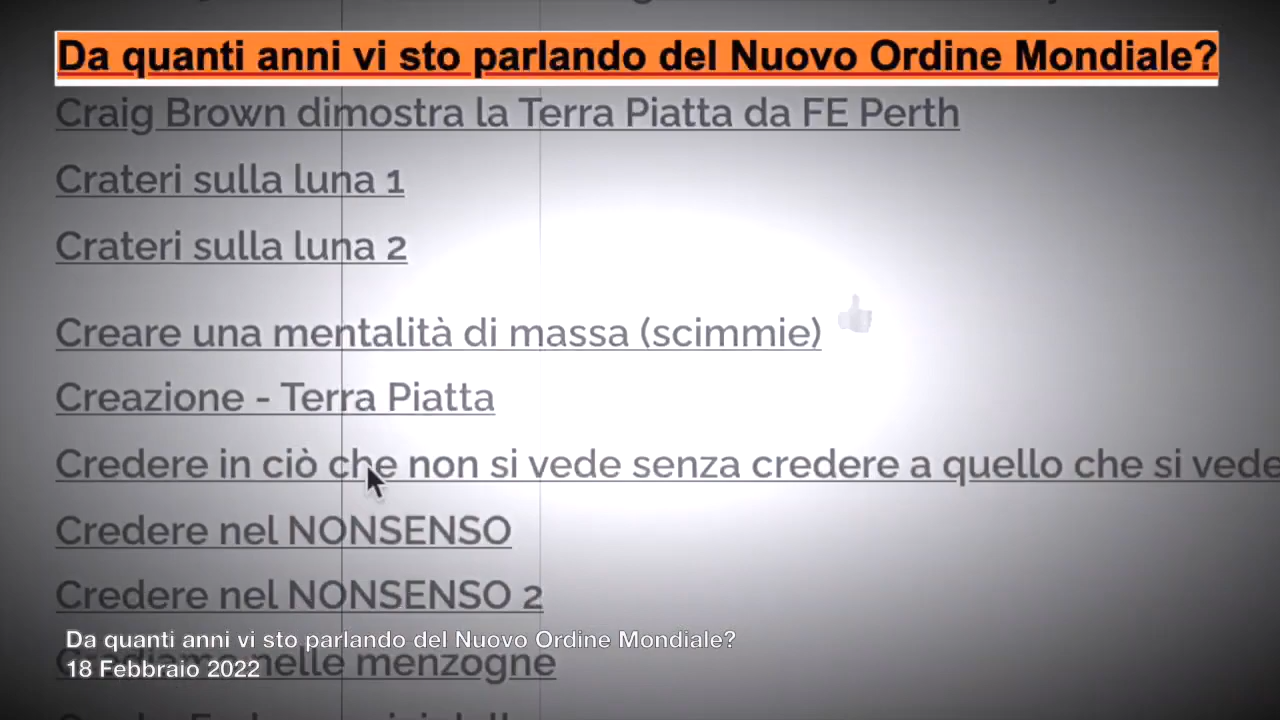 Da quanti anni vi sto parlando del Nuovo Ordine Mondiale?
Craig Brown dimostra la Terra Piatta da FE Perth
Crateri sulla luna 1
Crateri sulla luna 2
Creare una mentalità di massa (scimmie)
Creazione - Terra Piatta
Credere in ciò che non si vede senza credere a quello che si vede
Credere nel NONSENSO
Credere nel NONSENSO 2
Da quanti anni vi sto parlando del Nuovo Ordine Mondiale?
nelle menzogne
18 Febbraio 2022